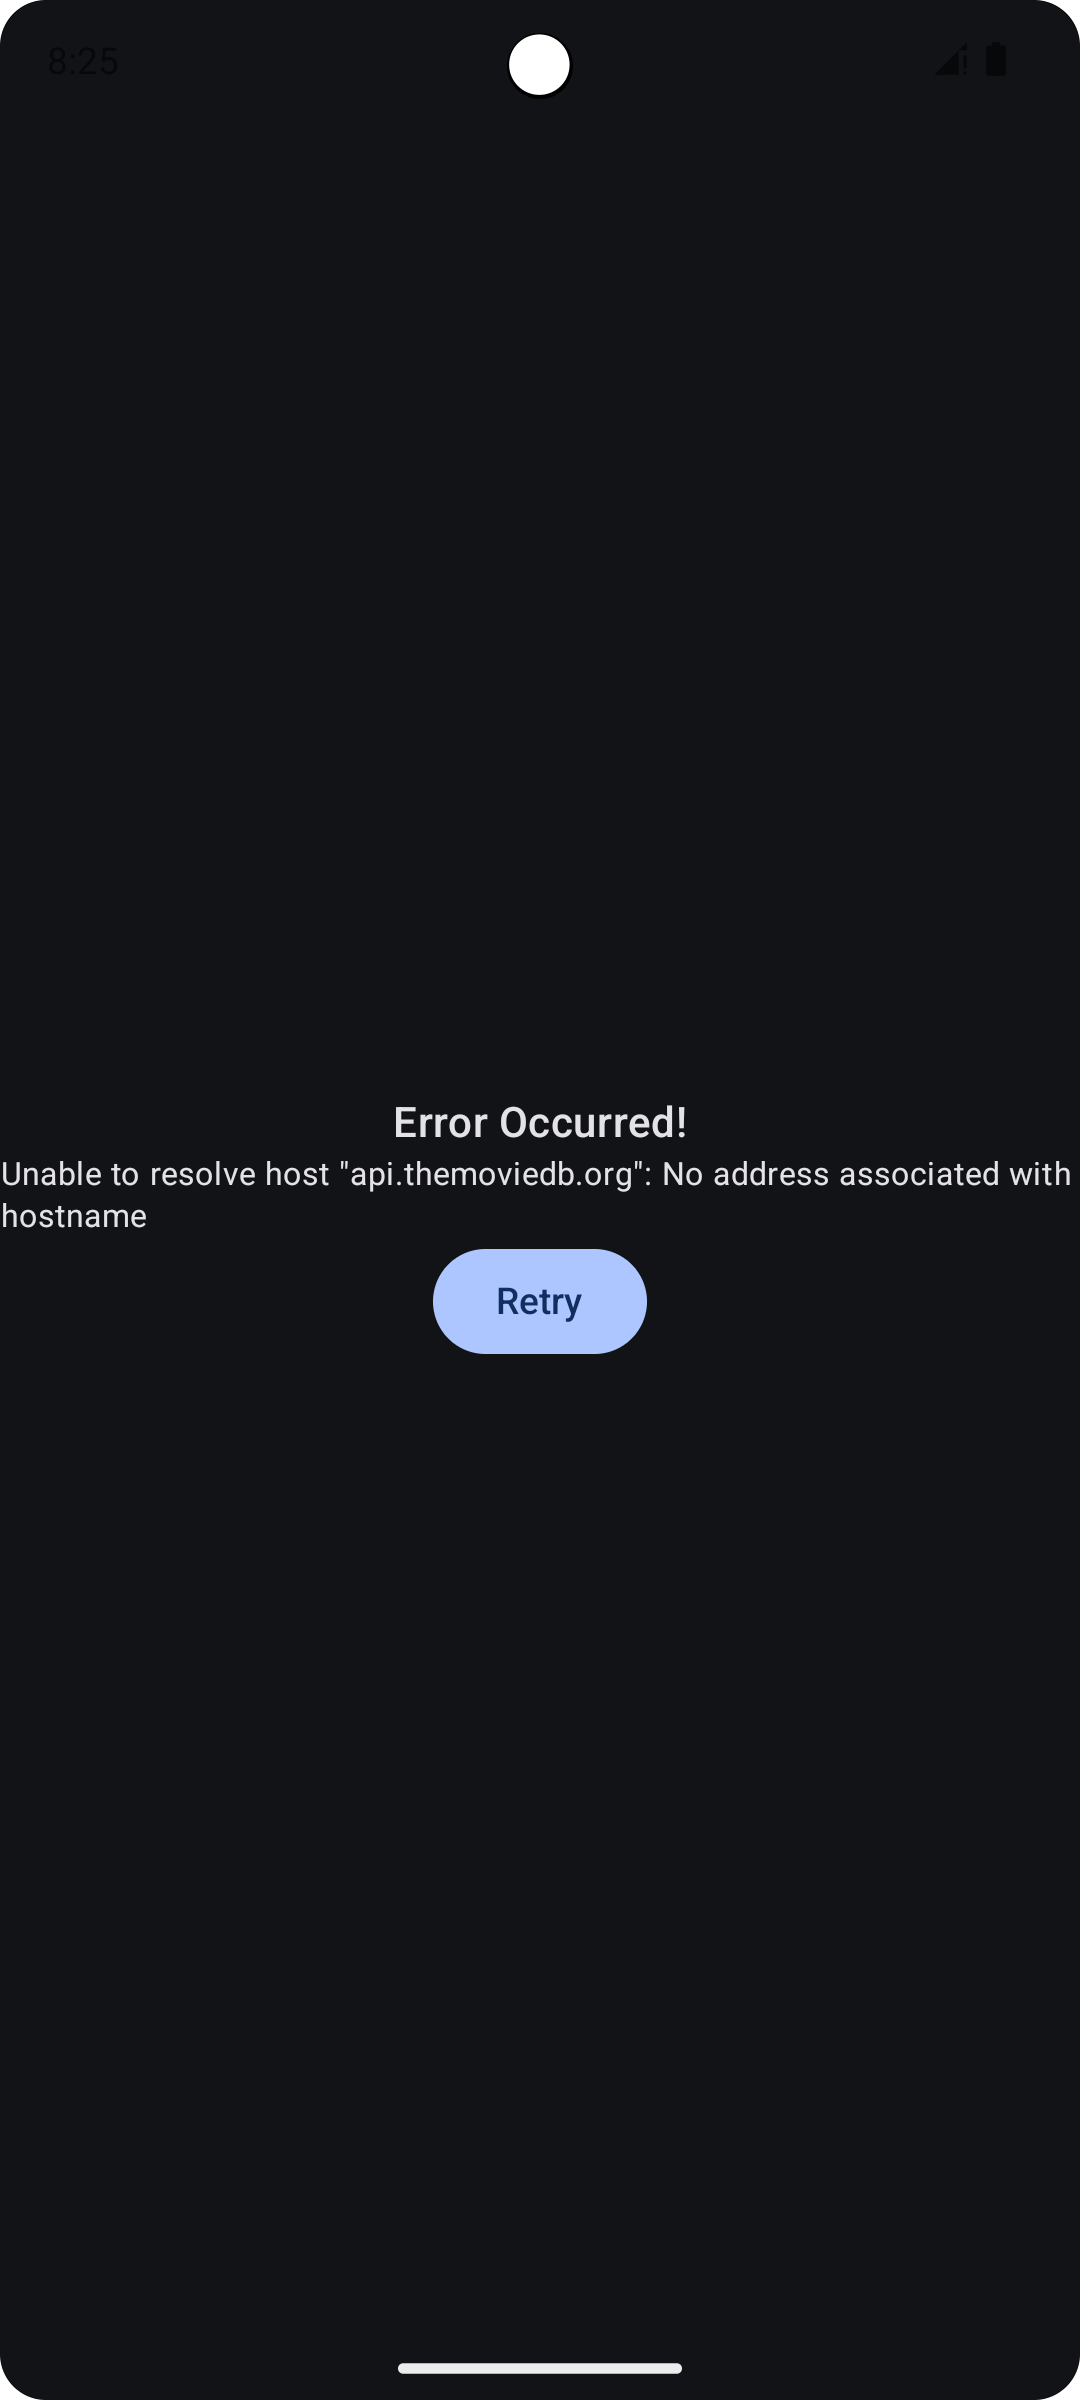 8:25
Error Occurred!
Unable to resolve host "api.themoviedb.org": No address associated with
hostname
Retry